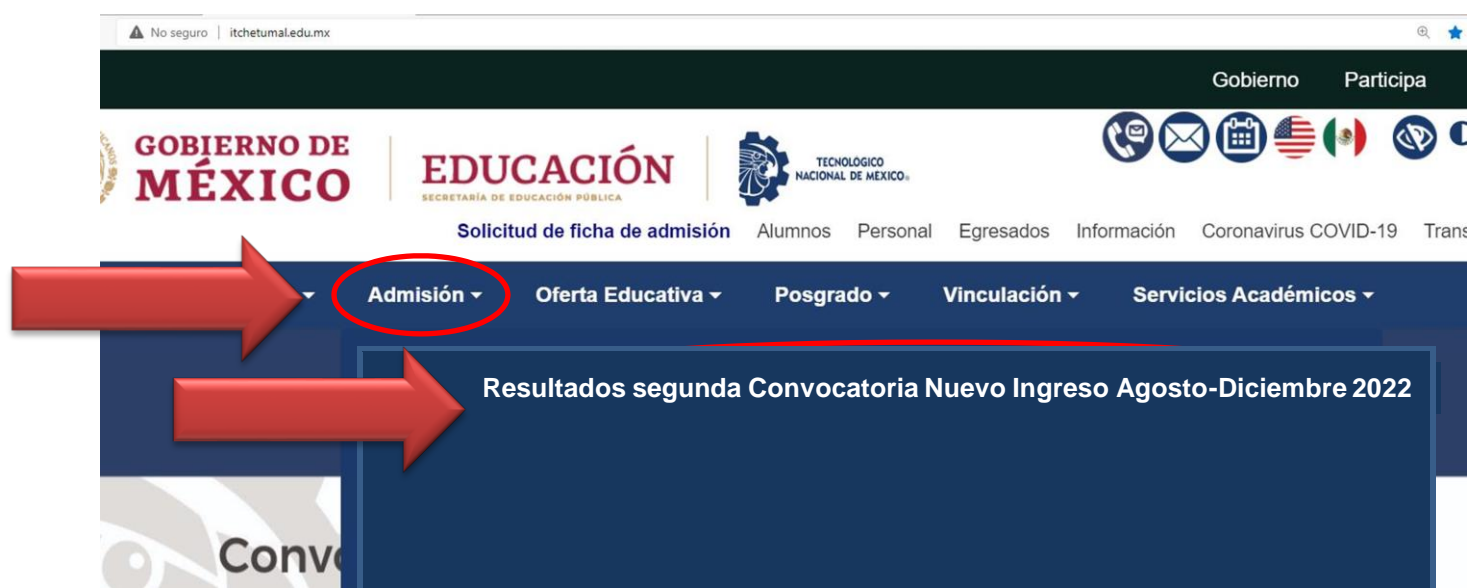 No seguro | itchetumal.edu.mx
Gobierno Participa
GOBIERNO DE
MÉXICO
EDUCACIÓN
SECRETARÍA DE EDUCACIÓN PÚBLICA
TECNOLÓGICO
NACIONAL DE MÉXICO®
Solicitud de ficha de admisión Alumnos Personal Egresados Información Coronavirus COVID-19 Trans
Admisión Oferta Educativa Posgrado Vinculación Servicios Académicos
Resultados segunda Convocatoria Nuevo Ingreso Agosto-Diciembre 2022
Conv